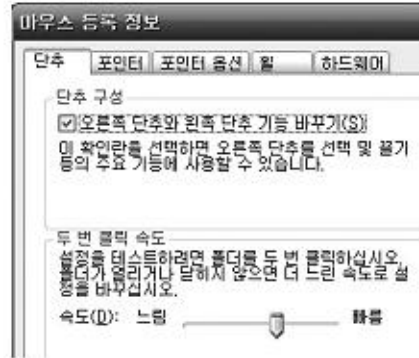 마우스 등록 정보
단추 포인터 포인터 옵션 휠 하드웨어
단추 구성
오른쪽 단추와 왼쪽 단추 기능 바꾸기(S)
이 확인란을 선택하면 오른쪽 단추를 선택 및 끌기
등의 주요 기능에 사용할 수 있습니다.
두 번 클릭 속도
설정을 테스트하려면 폴더를 두 번 클릭하십시오.
폴더가 열리거나 닫히지 않으면 더 느린 속도로 설
정을 바꾸십시오.
속도(D): 느림 빠름